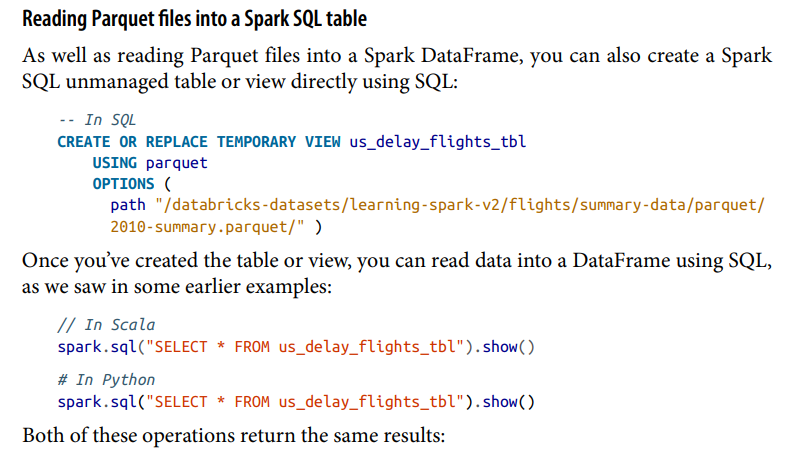 Reading Parquet files into a Spark SQL table
As well as reading Parquet files into a Spark DataFrame, you can also create a Spark
SQL unmanaged table or view directly using SQL:
-- In SQL
CREATE OR REPLACE TEMPORARY VIEW us_delay_flights_tbl
    USING parquet
    OPTIONS (
      path "/databricks-datasets/learning-spark-v2/flights/summary-data/parquet/
      2010-summary.parquet/" )
Once you’ve created the table or view, you can read data into a DataFrame using SQL,
as we saw in some earlier examples:
// In Scala
spark.sql("SELECT * FROM us_delay_flights_tbl").show()
# In Python
spark.sql("SELECT * FROM us_delay_flights_tbl").show()
Both of these operations return the same results: